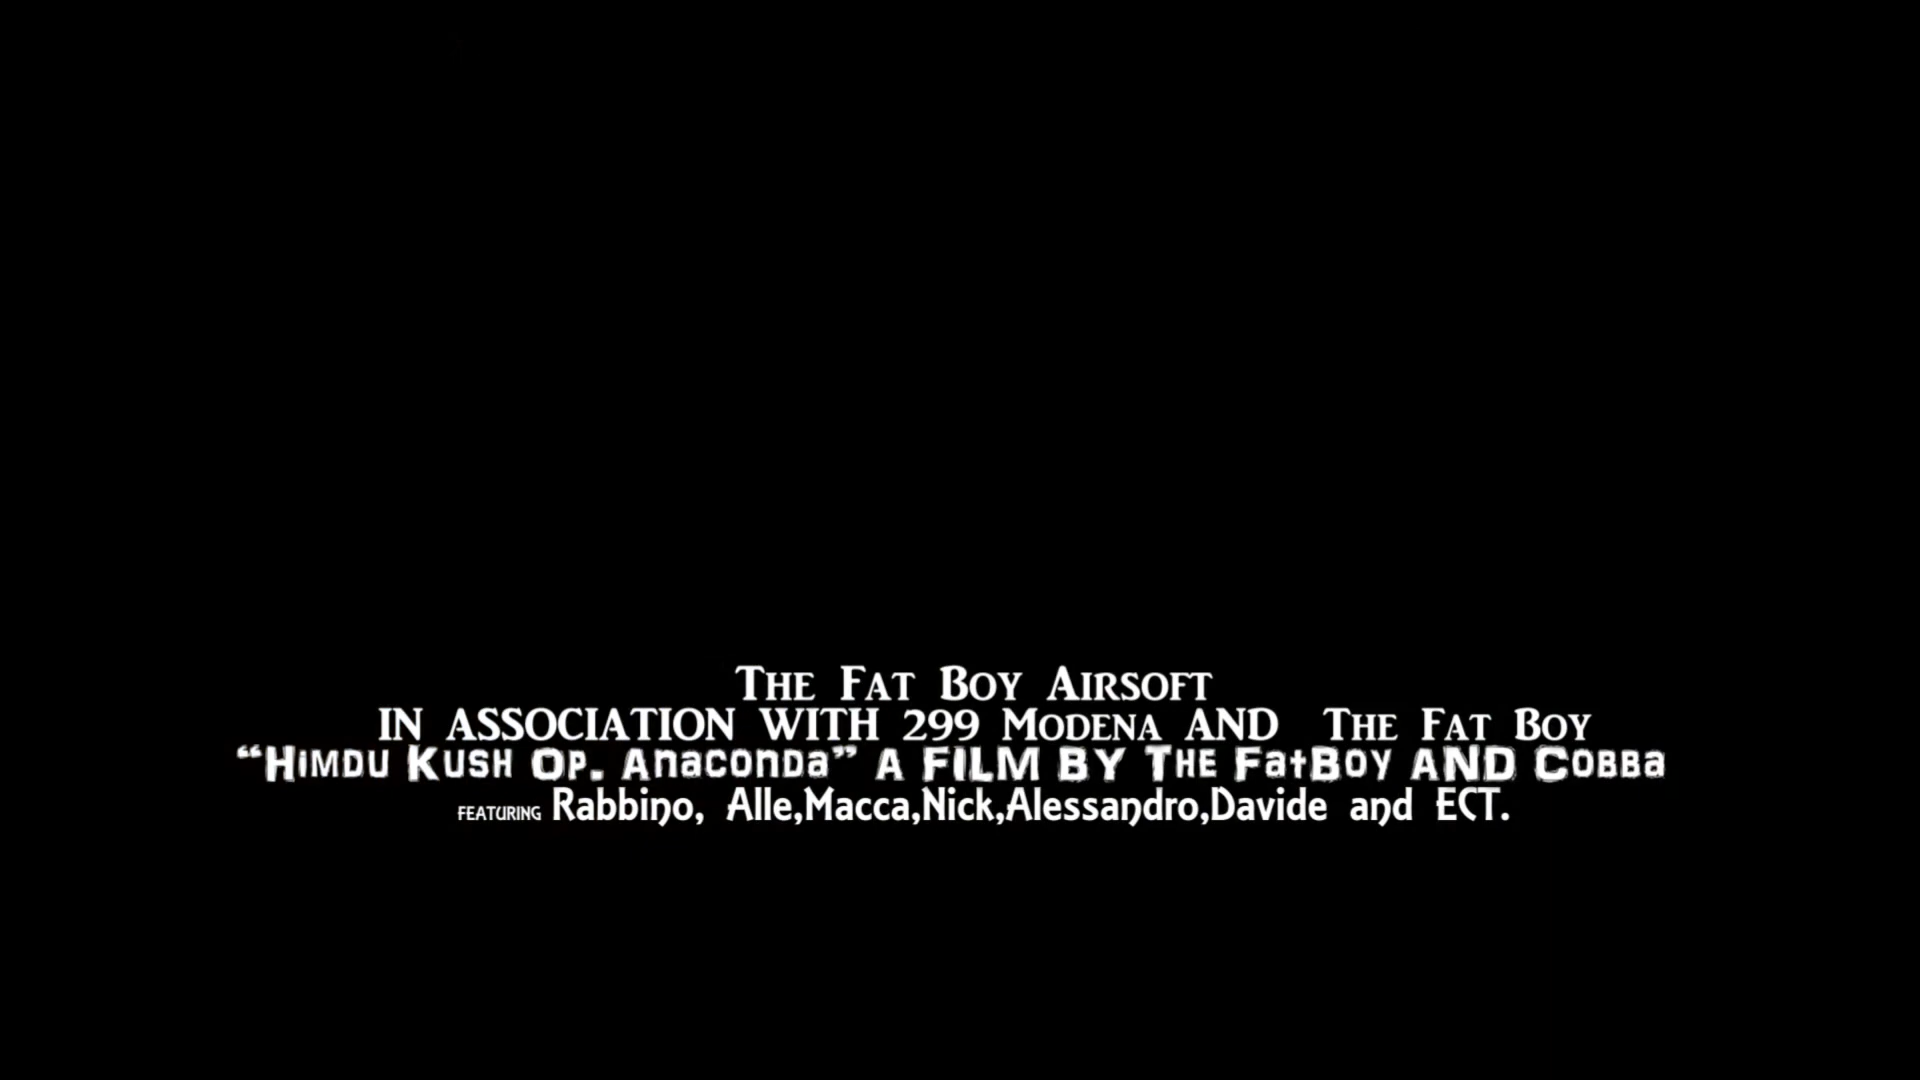 The Fat Boy Airsoft
IN ASSOCIATION WITH 299 Modena AND The Fat Boy
“Himdu Kush Op. Anaconda” A FILM BY The FatBoy AND Cobba
FEATURING Rabbino, Alle,Macca,Nick,Alessandro,Davide and ECT.